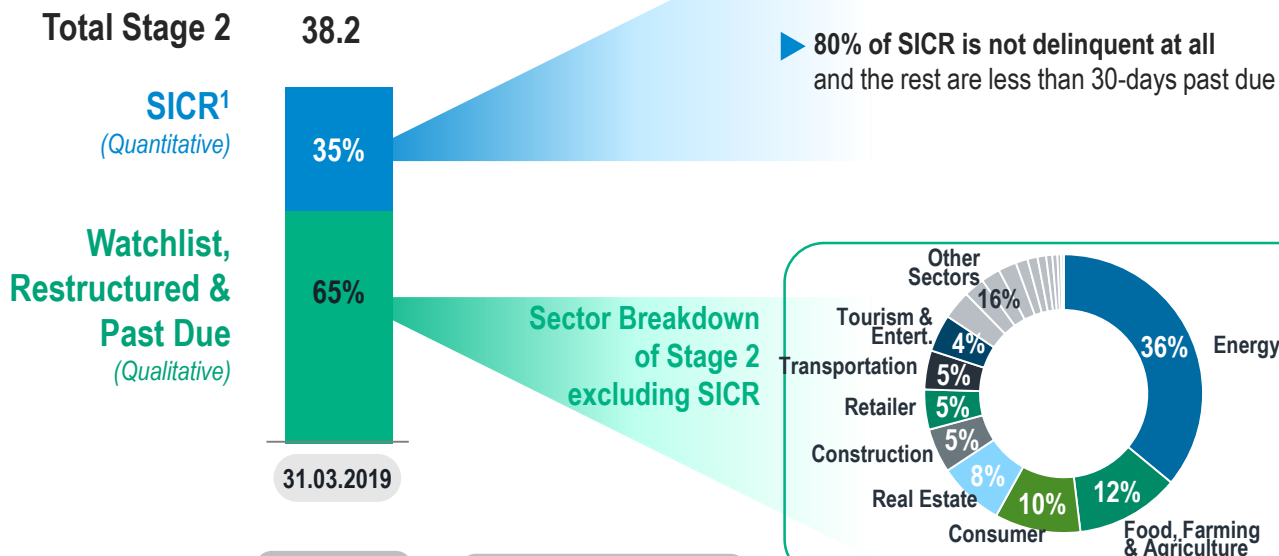 Total Stage 2
38.2
80% of SICR is not delinquent at all
and the rest are less than 30-days past due
SICR1
(Quantitative)
35%
Watchlist,
Restructured &
Past Due
(Qualitative)
65%
31.03.2019
Sector Breakdown
of Stage 2
excluding SICR
Other
Sectors
16%
Tourism &
Entert.
4%
Transportation
5%
Retailer
5%
Construction
5%
Real Estate
8%
Consumer
10%
Food, Farming
& Agriculture
12%
Energy
36%